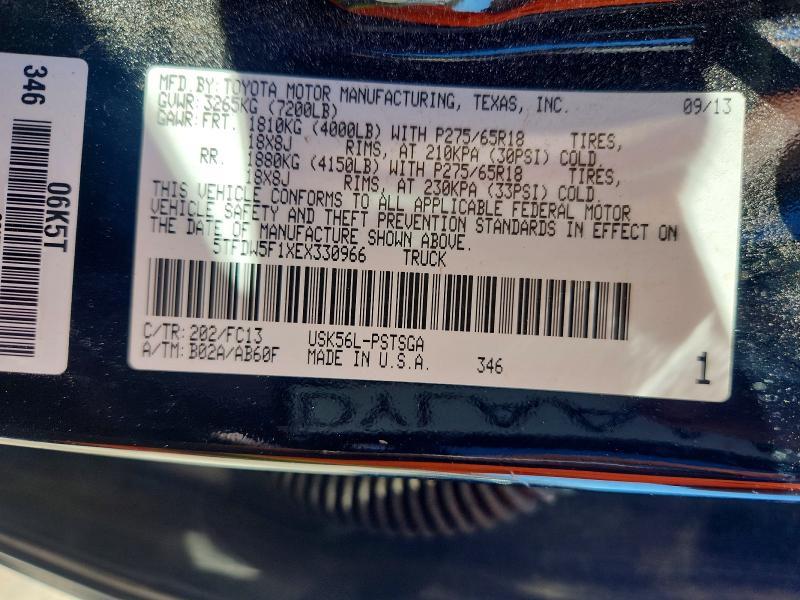 346
06K5T
MFD.BY:TOYOTA MOTOR MANUFACTURING, TEXAS, INC. 09/13
GVWR: 3265KG (7200LB)
GAWR: FRT. 1810KG (4000LB) WITH P275/65R18 TIRES,
18X8J RIMS, AT 210KPA (30PSI) COLD.
RR. 1880KG (4150LB) WITH P275/65R18 TIRES,
18X8J RIMS, AT 230KPA (33PSI) COLD.
THIS VEHICLE CONFORMS TO ALL APPLICABLE FEDERAL MOTOR
VEHICLE SAFETY AND THEFT PREVENTION STANDARDS IN EFFECT ON
THE DATE OF MANUFACTURE SHOWN ABOVE.
5TFDW5F1XEX330966 TRUCK
C/TR: 202/FC13 USK56L-PSTSGA
A/TM: B02A/AB60F MADE IN U.S.A. 346 1